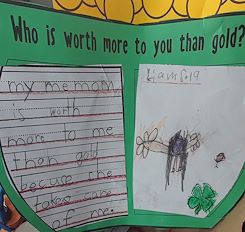 Who is worth more to you than gold?
my memom
is worth
more to me
than gold
becuse she
takes care
of me.